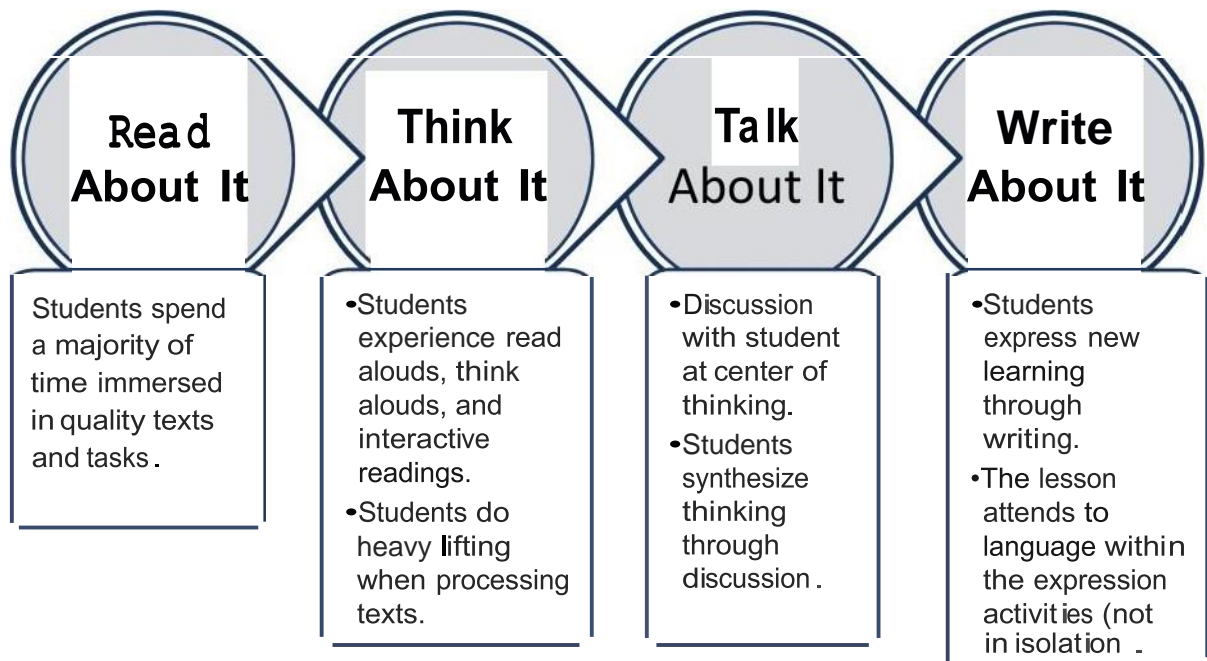 Read
About It
Students spend
a majority of
time immersed
in quality texts
and tasks.
Think
About It
•Students
experience read
alouds, think
alouds, and
interactive
readings.
•Students do
heavy lifting
when processing
texts.
Talk
About It
•Discussion
with student
at center of
thinking.
•Students
synthesize
thinking
through
discussion.
Write
About It
•Students
express new
learning
through
writing.
•The lesson
attends to
language within
the expression
activities (not
in isolation .